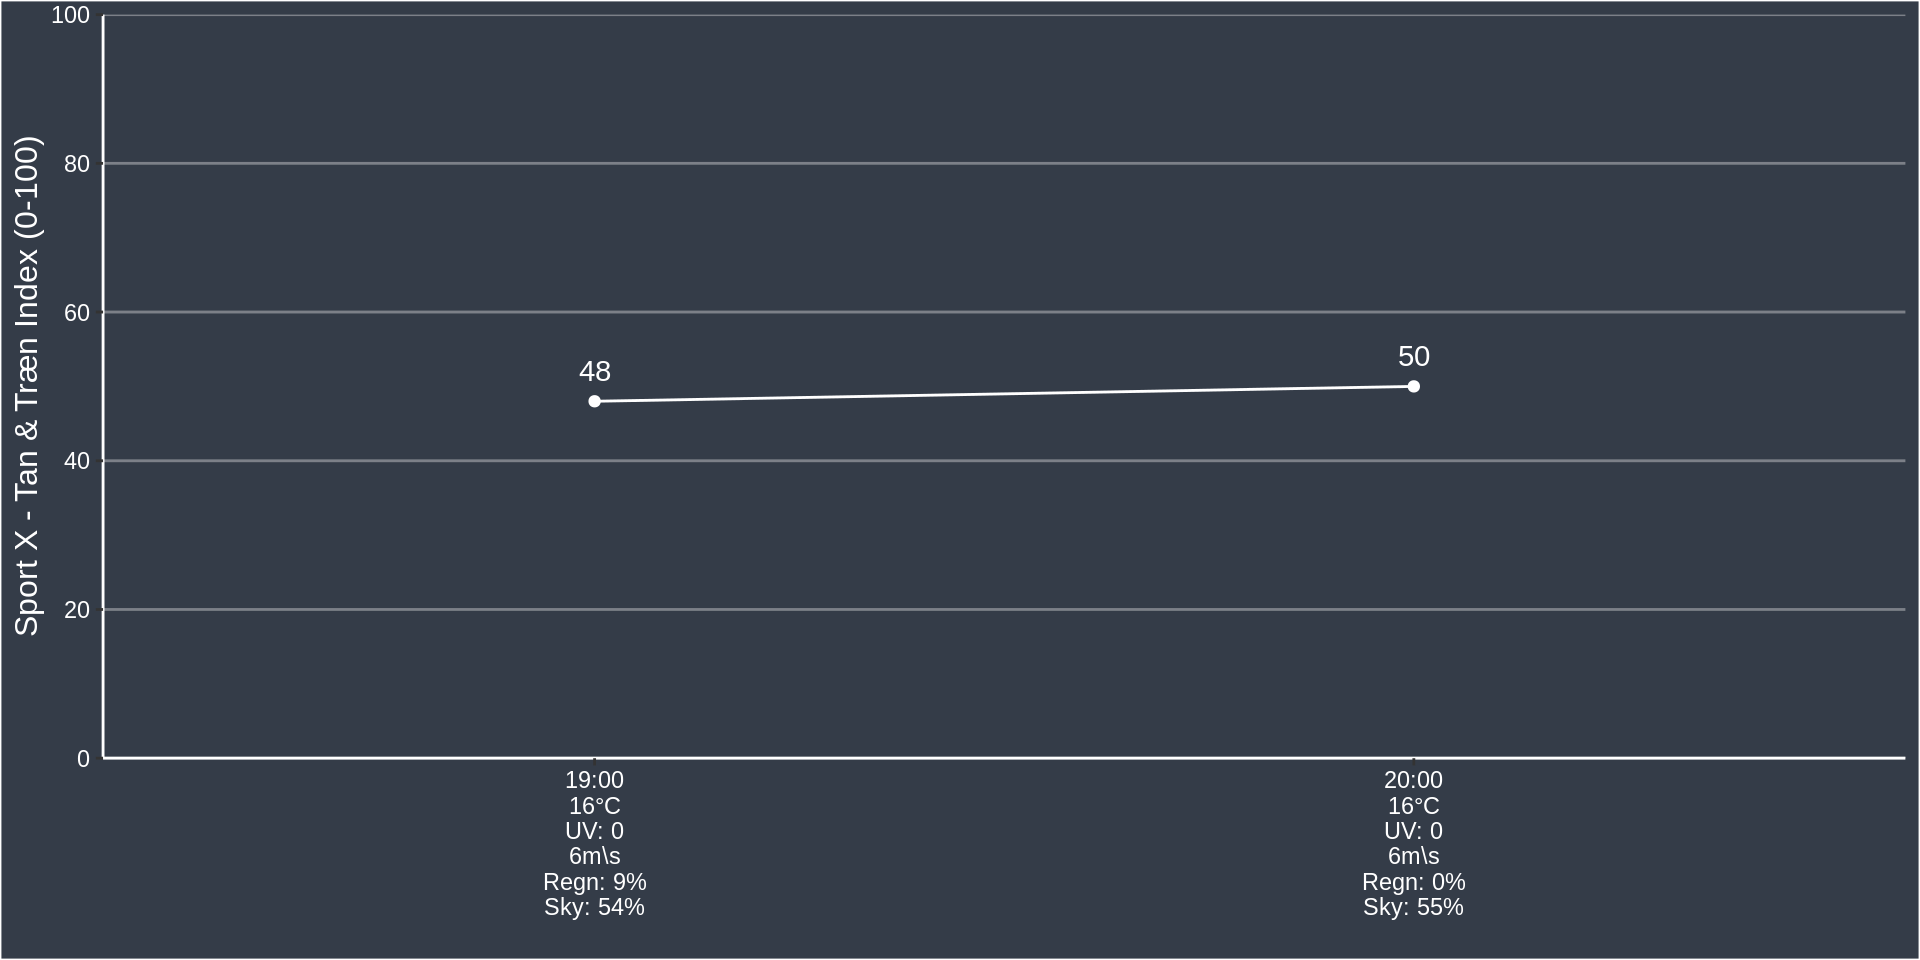 Sport X - Tan & Træn Index (0-100)
100
80
60
40
20
0
48
50
19:00
16°C
UV: 0
6m\s
Regn: 9%
Sky: 54%
20:00
16°C
UV: 0
6m\s
Regn: 0%
Sky: 55%